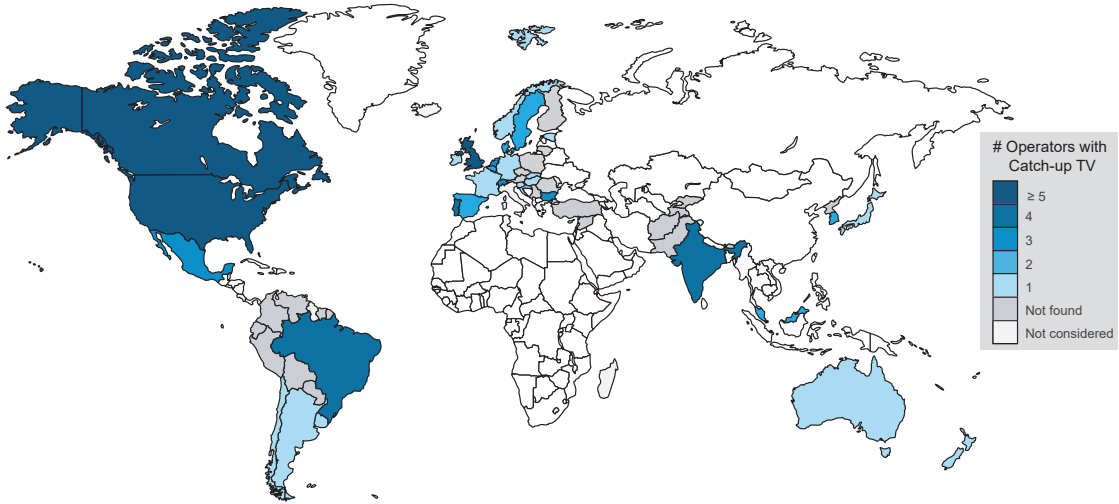 # Operators with
Catch-up TV
≥ 5
4
3
2
1
Not found
Not considered